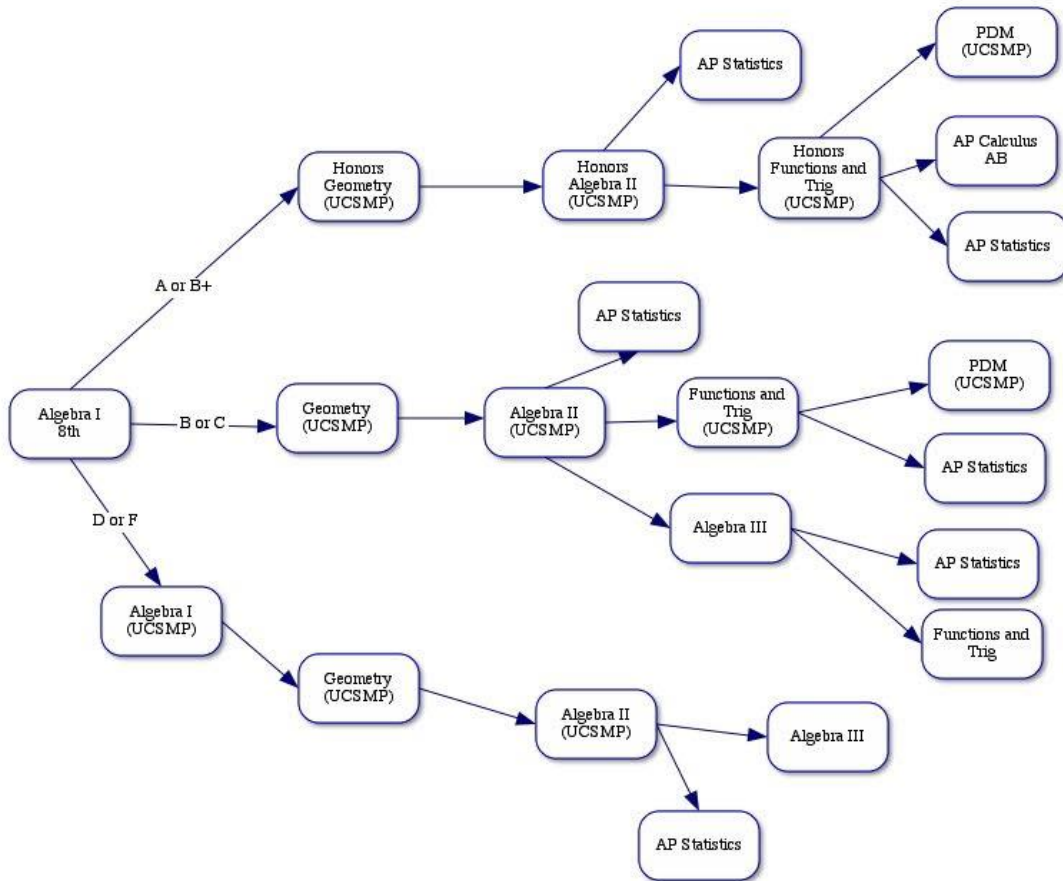 PDM
(UCSMP)
AP Statistics
AP Calculus
AB
Honors
Geometry
(UCSMP)
Honors
Algebra II
(UCSMP)
Honors
Functions and
Trig
(UCSMP)
AP Statistics
A or B+
AP Statistics
PDM
(UCSMP)
Algebra I
8th
B or C
Geometry
(UCSMP)
Algebra II
(UCSMP)
Functions and
Trig
(UCSMP)
AP Statistics
D or F
Algebra III
AP Statistics
Algebra I
(UCSMP)
Functions and
Trig
Geometry
(UCSMP)
Algebra II
(UCSMP)
Algebra III
AP Statistics